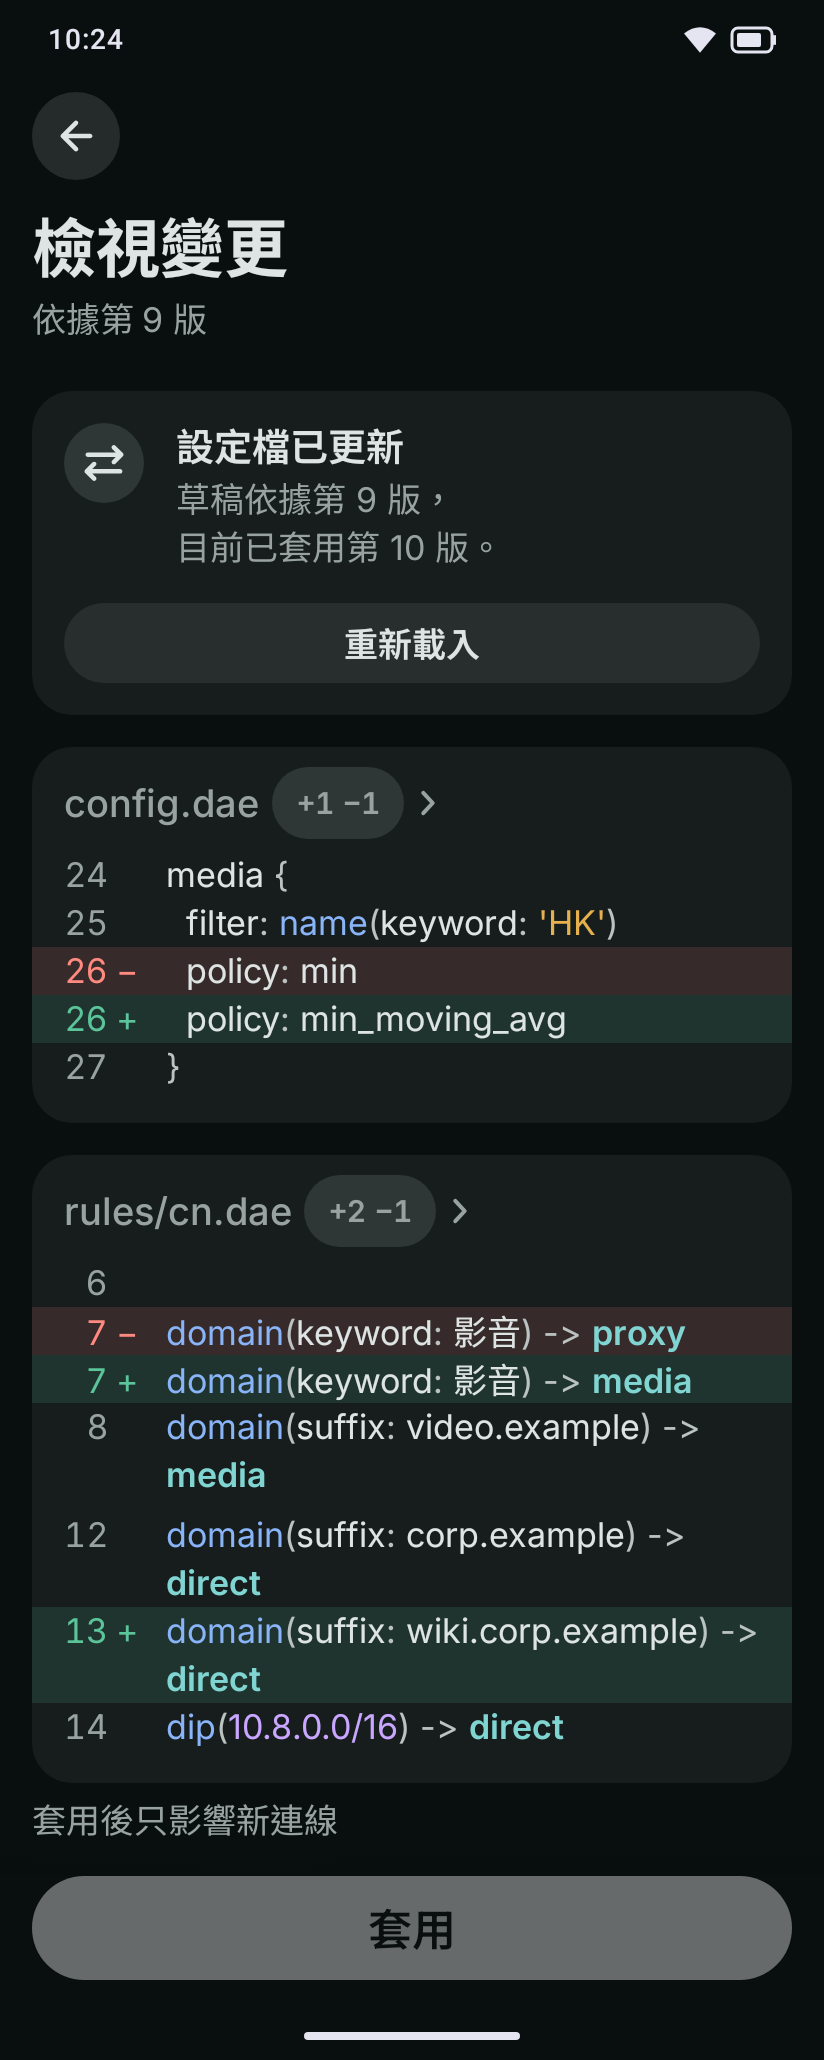 10:24
檢視變更
依據第 9 版
設定檔已更新
草稿依據第 9 版，
目前已套用第 10 版。
重新載入
config.dae +1 −1
24 media {
25 filter: name(keyword: 'HK')
26 − policy: min
26 + policy: min_moving_avg
27 }
rules/cn.dae +2 −1
6
7 − domain(keyword: 影音) -> proxy
7 + domain(keyword: 影音) -> media
8 domain(suffix: video.example) ->
media
12 domain(suffix: corp.example) ->
direct
13 + domain(suffix: wiki.corp.example) ->
direct
14 dip(10.8.0.0/16) -> direct
套用後只影響新連線
套用